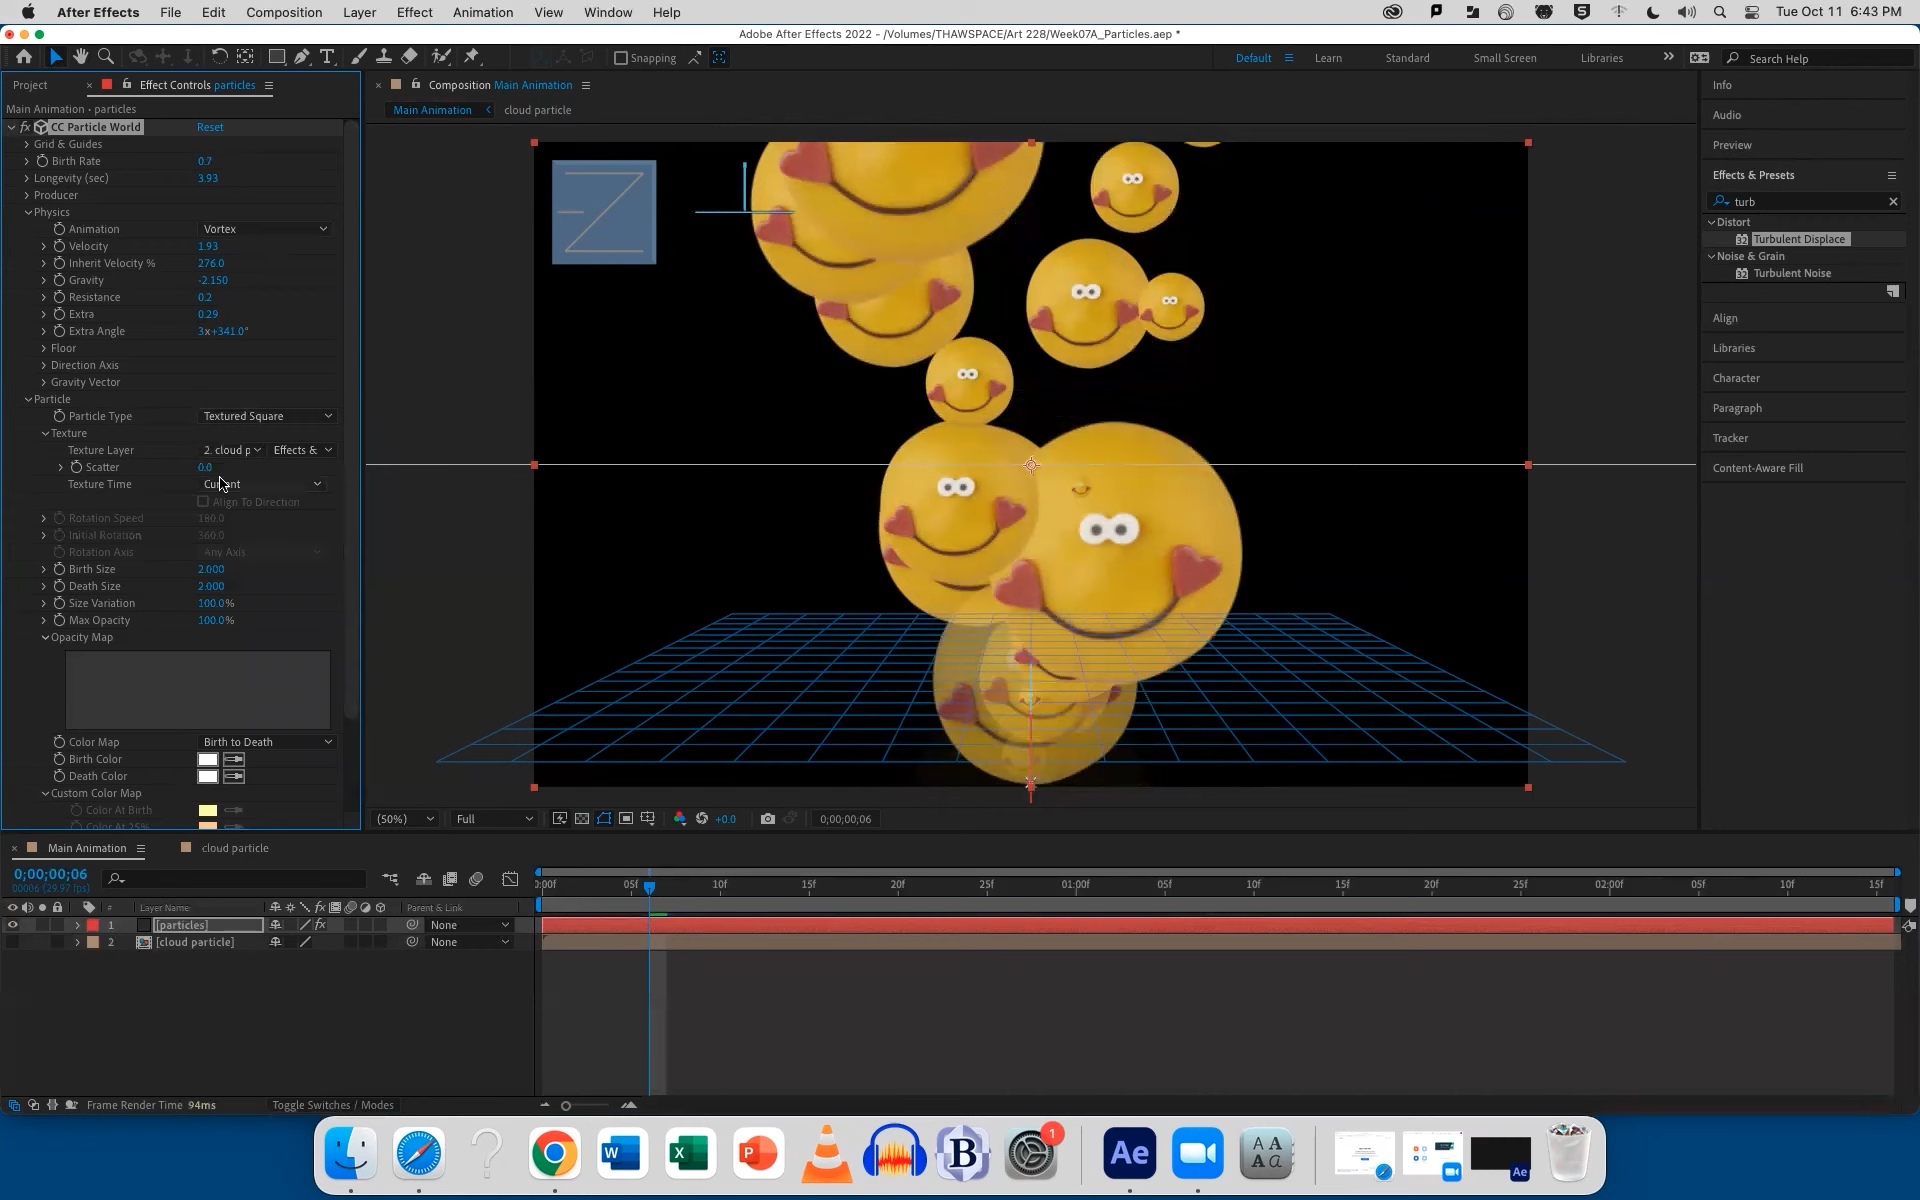 After Effects File Edit Composition Layer Effect Animation View Window Help Tue Oct 11 6:43 PM
Adobe After Effects 2022 - /Volumes/THAWSPACE/Art 228/Week07A_Particles.aep *
Snapping Default Learn Standard Small Screen Libraries Search Help
Project Effect Controls particles Composition Main Animation Info
Main Animation • particles Main Animation cloud particle
fx CC Particle World Reset
Grid & Guides
Birth Rate 0.7
Longevity (sec) 3.93
Producer
Physics
Animation Vortex
Velocity 1.93
Inherit Velocity % 276.0
Gravity -2.150
Resistance 0.2
Extra 0.29
Extra Angle 3x+341.0°
Floor
Direction Axis
Gravity Vector
Particle
Particle Type Textured Square
Texture
Texture Layer 2. cloud p Effects &
Scatter 0.0
Texture Time Current
Align To Direction
Rotation Speed 180.0
Initial Rotation 360.0
Rotation Axis Any Axis
Birth Size 2.000
Death Size 2.000
Size Variation 100.0%
Max Opacity 100.0%
Opacity Map
Color Map Birth to Death
Birth Color
Death Color
Custom Color Map
Color At Birth
Color At 25%
Audio
Preview
Effects & Presets
turb
Distort
32 Turbulent Displace
Noise & Grain
32 Turbulent Noise
Align
Libraries
Character
Paragraph
Tracker
Content-Aware Fill
(50%) Full +0.0 0;00;00;06
Main Animation cloud particle
0;00;00;06
00006 (29.97 fps)
0:00f 05f 10f 15f 20f 25f 01:00f 05f 10f 15f 20f 25f 02:00f 05f 10f 15f
# Layer Name fx Parent & Link
1 [particles] fx None
2 [cloud particle] None
Frame Render Time 94ms Toggle Switches / Modes
? W X P B 1 Ae A A A a Ae